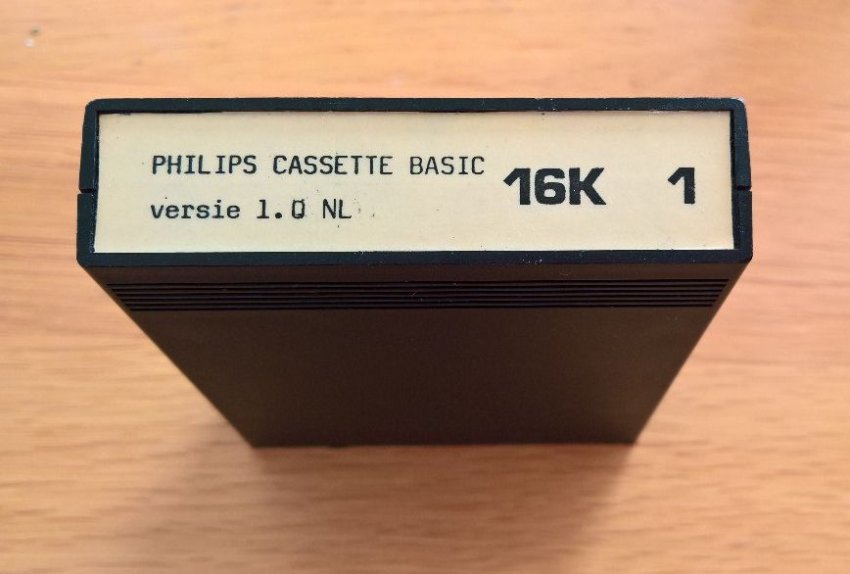 PHILIPS CASSETTE BASIC 16K 1
versie 1.0 NL